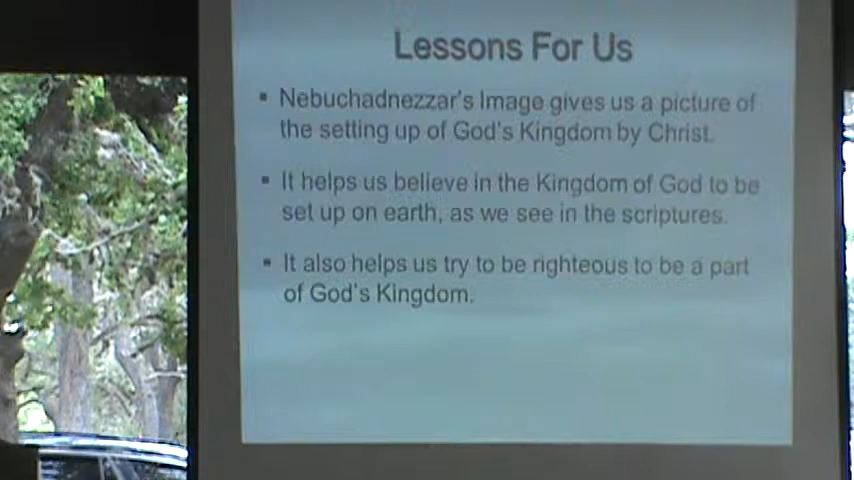 Lessons For Us
▪ Nebuchadnezzar's Image gives us a picture of
the setting up of God's Kingdom by Christ.
▪ It helps us believe in the Kingdom of God to be
set up on earth, as we see in the scriptures.
▪ It also helps us try to be righteous to be a part
of God's Kingdom.